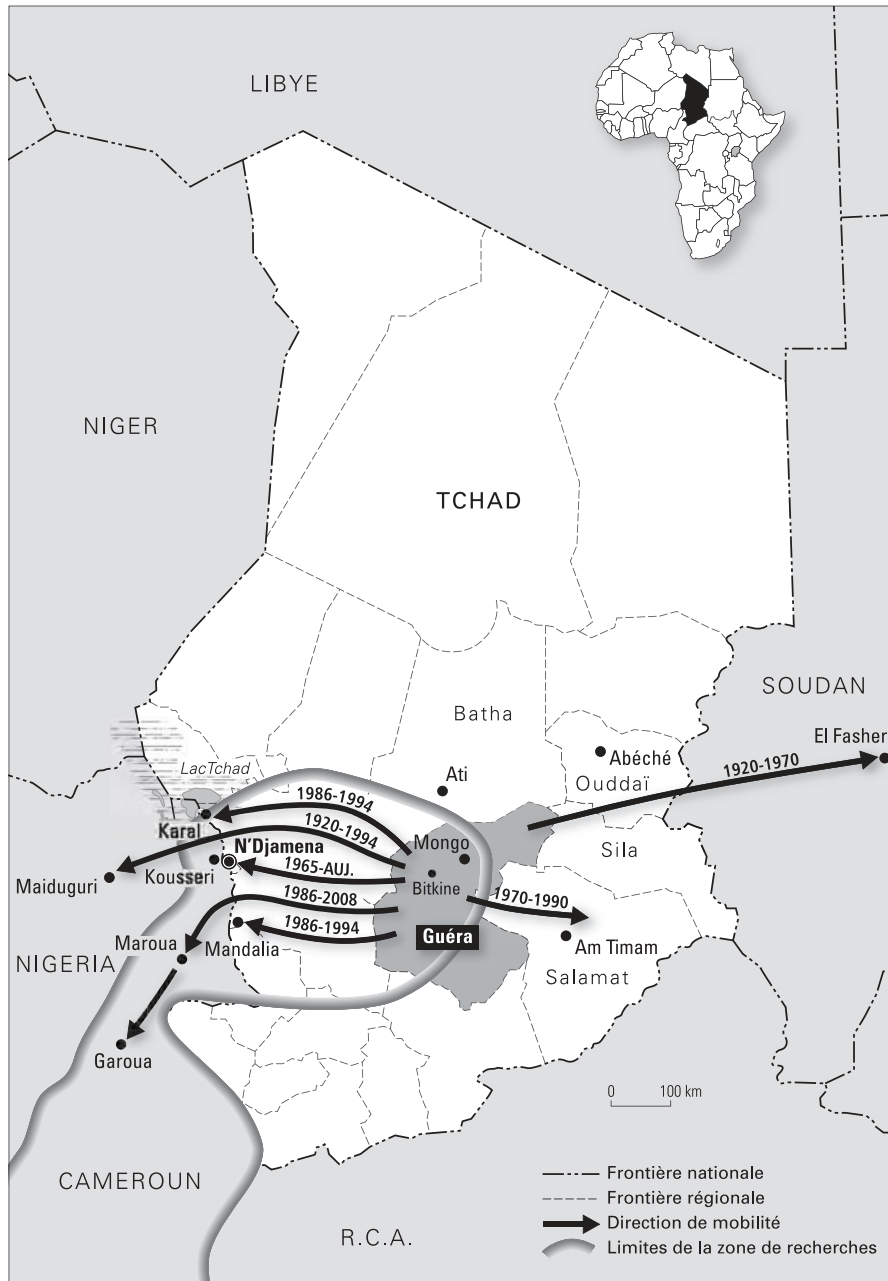 LIBYE
NIGER
TCHAD
SOUDAN
Batha
El Fasher
Abéché
1920-1970
Ouddaï
LacTchad
Ati
1986-1994
Karal
1920-1994
Mongo
N'Djamena
Sila
Kousseri
1965-AUJ.
Bitkine
Maiduguri
1970-1990
1986-2008
Maroua
Mandalia
1986-1994
Guéra
Am Timam
NIGERIA
Salamat
Garoua
0 100 km
CAMEROUN
R.C.A.
Frontière nationale
Frontière régionale
Direction de mobilité
Limites de la zone de recherches